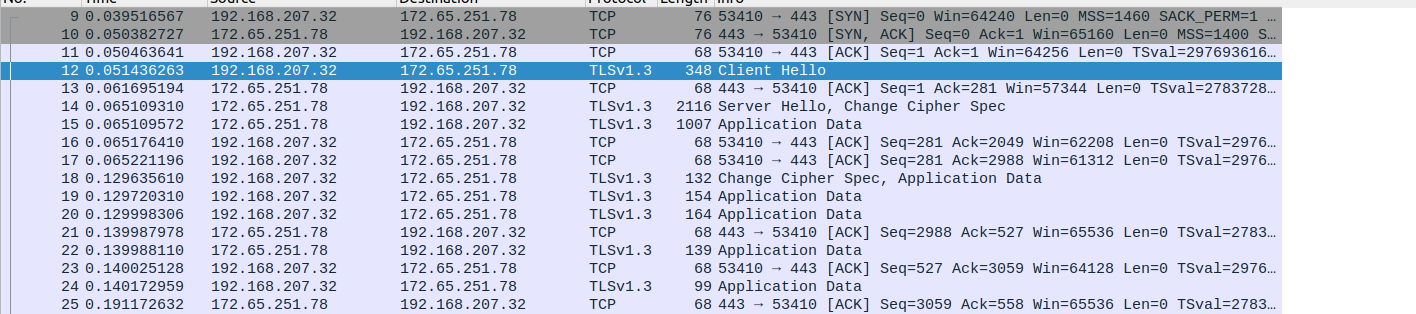 No. Time Source Destination Protocol Length Info
9 0.039516567 192.168.207.32 172.65.251.78 TCP 76 53410 → 443 [SYN] Seq=0 Win=64240 Len=0 MSS=1460 SACK_PERM=1 …
10 0.050382727 172.65.251.78 192.168.207.32 TCP 76 443 → 53410 [SYN, ACK] Seq=0 Ack=1 Win=65160 Len=0 MSS=1400 S…
11 0.050463641 192.168.207.32 172.65.251.78 TCP 68 53410 → 443 [ACK] Seq=1 Ack=1 Win=64256 Len=0 TSval=297693616…
12 0.051436263 192.168.207.32 172.65.251.78 TLSv1.3 348 Client Hello
13 0.061695194 172.65.251.78 192.168.207.32 TCP 68 443 → 53410 [ACK] Seq=1 Ack=281 Win=57344 Len=0 TSval=2783728…
14 0.065109310 172.65.251.78 192.168.207.32 TLSv1.3 2116 Server Hello, Change Cipher Spec
15 0.065109572 172.65.251.78 192.168.207.32 TLSv1.3 1007 Application Data
16 0.065176410 192.168.207.32 172.65.251.78 TCP 68 53410 → 443 [ACK] Seq=281 Ack=2049 Win=62208 Len=0 TSval=2976…
17 0.065221196 192.168.207.32 172.65.251.78 TCP 68 53410 → 443 [ACK] Seq=281 Ack=2988 Win=61312 Len=0 TSval=2976…
18 0.129635610 192.168.207.32 172.65.251.78 TLSv1.3 132 Change Cipher Spec, Application Data
19 0.129720310 192.168.207.32 172.65.251.78 TLSv1.3 154 Application Data
20 0.129998306 192.168.207.32 172.65.251.78 TLSv1.3 164 Application Data
21 0.139987978 172.65.251.78 192.168.207.32 TCP 68 443 → 53410 [ACK] Seq=2988 Ack=527 Win=65536 Len=0 TSval=2783…
22 0.139988110 172.65.251.78 192.168.207.32 TLSv1.3 139 Application Data
23 0.140025128 192.168.207.32 172.65.251.78 TCP 68 53410 → 443 [ACK] Seq=527 Ack=3059 Win=64128 Len=0 TSval=2976…
24 0.140172959 192.168.207.32 172.65.251.78 TLSv1.3 99 Application Data
25 0.191172632 172.65.251.78 192.168.207.32 TCP 68 443 → 53410 [ACK] Seq=3059 Ack=558 Win=65536 Len=0 TSval=2783…